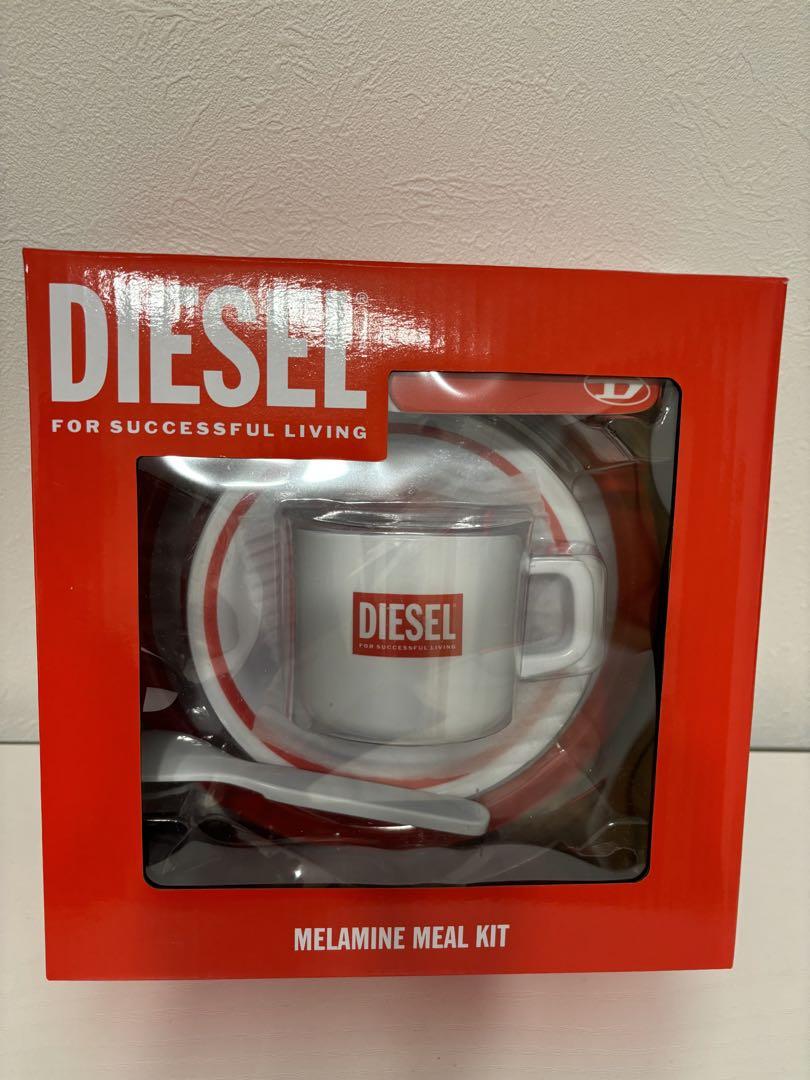 DIESEL®
FOR SUCCESSFUL LIVING
D
DIESEL®
FOR SUCCESSFUL LIVING
MELAMINE MEAL KIT